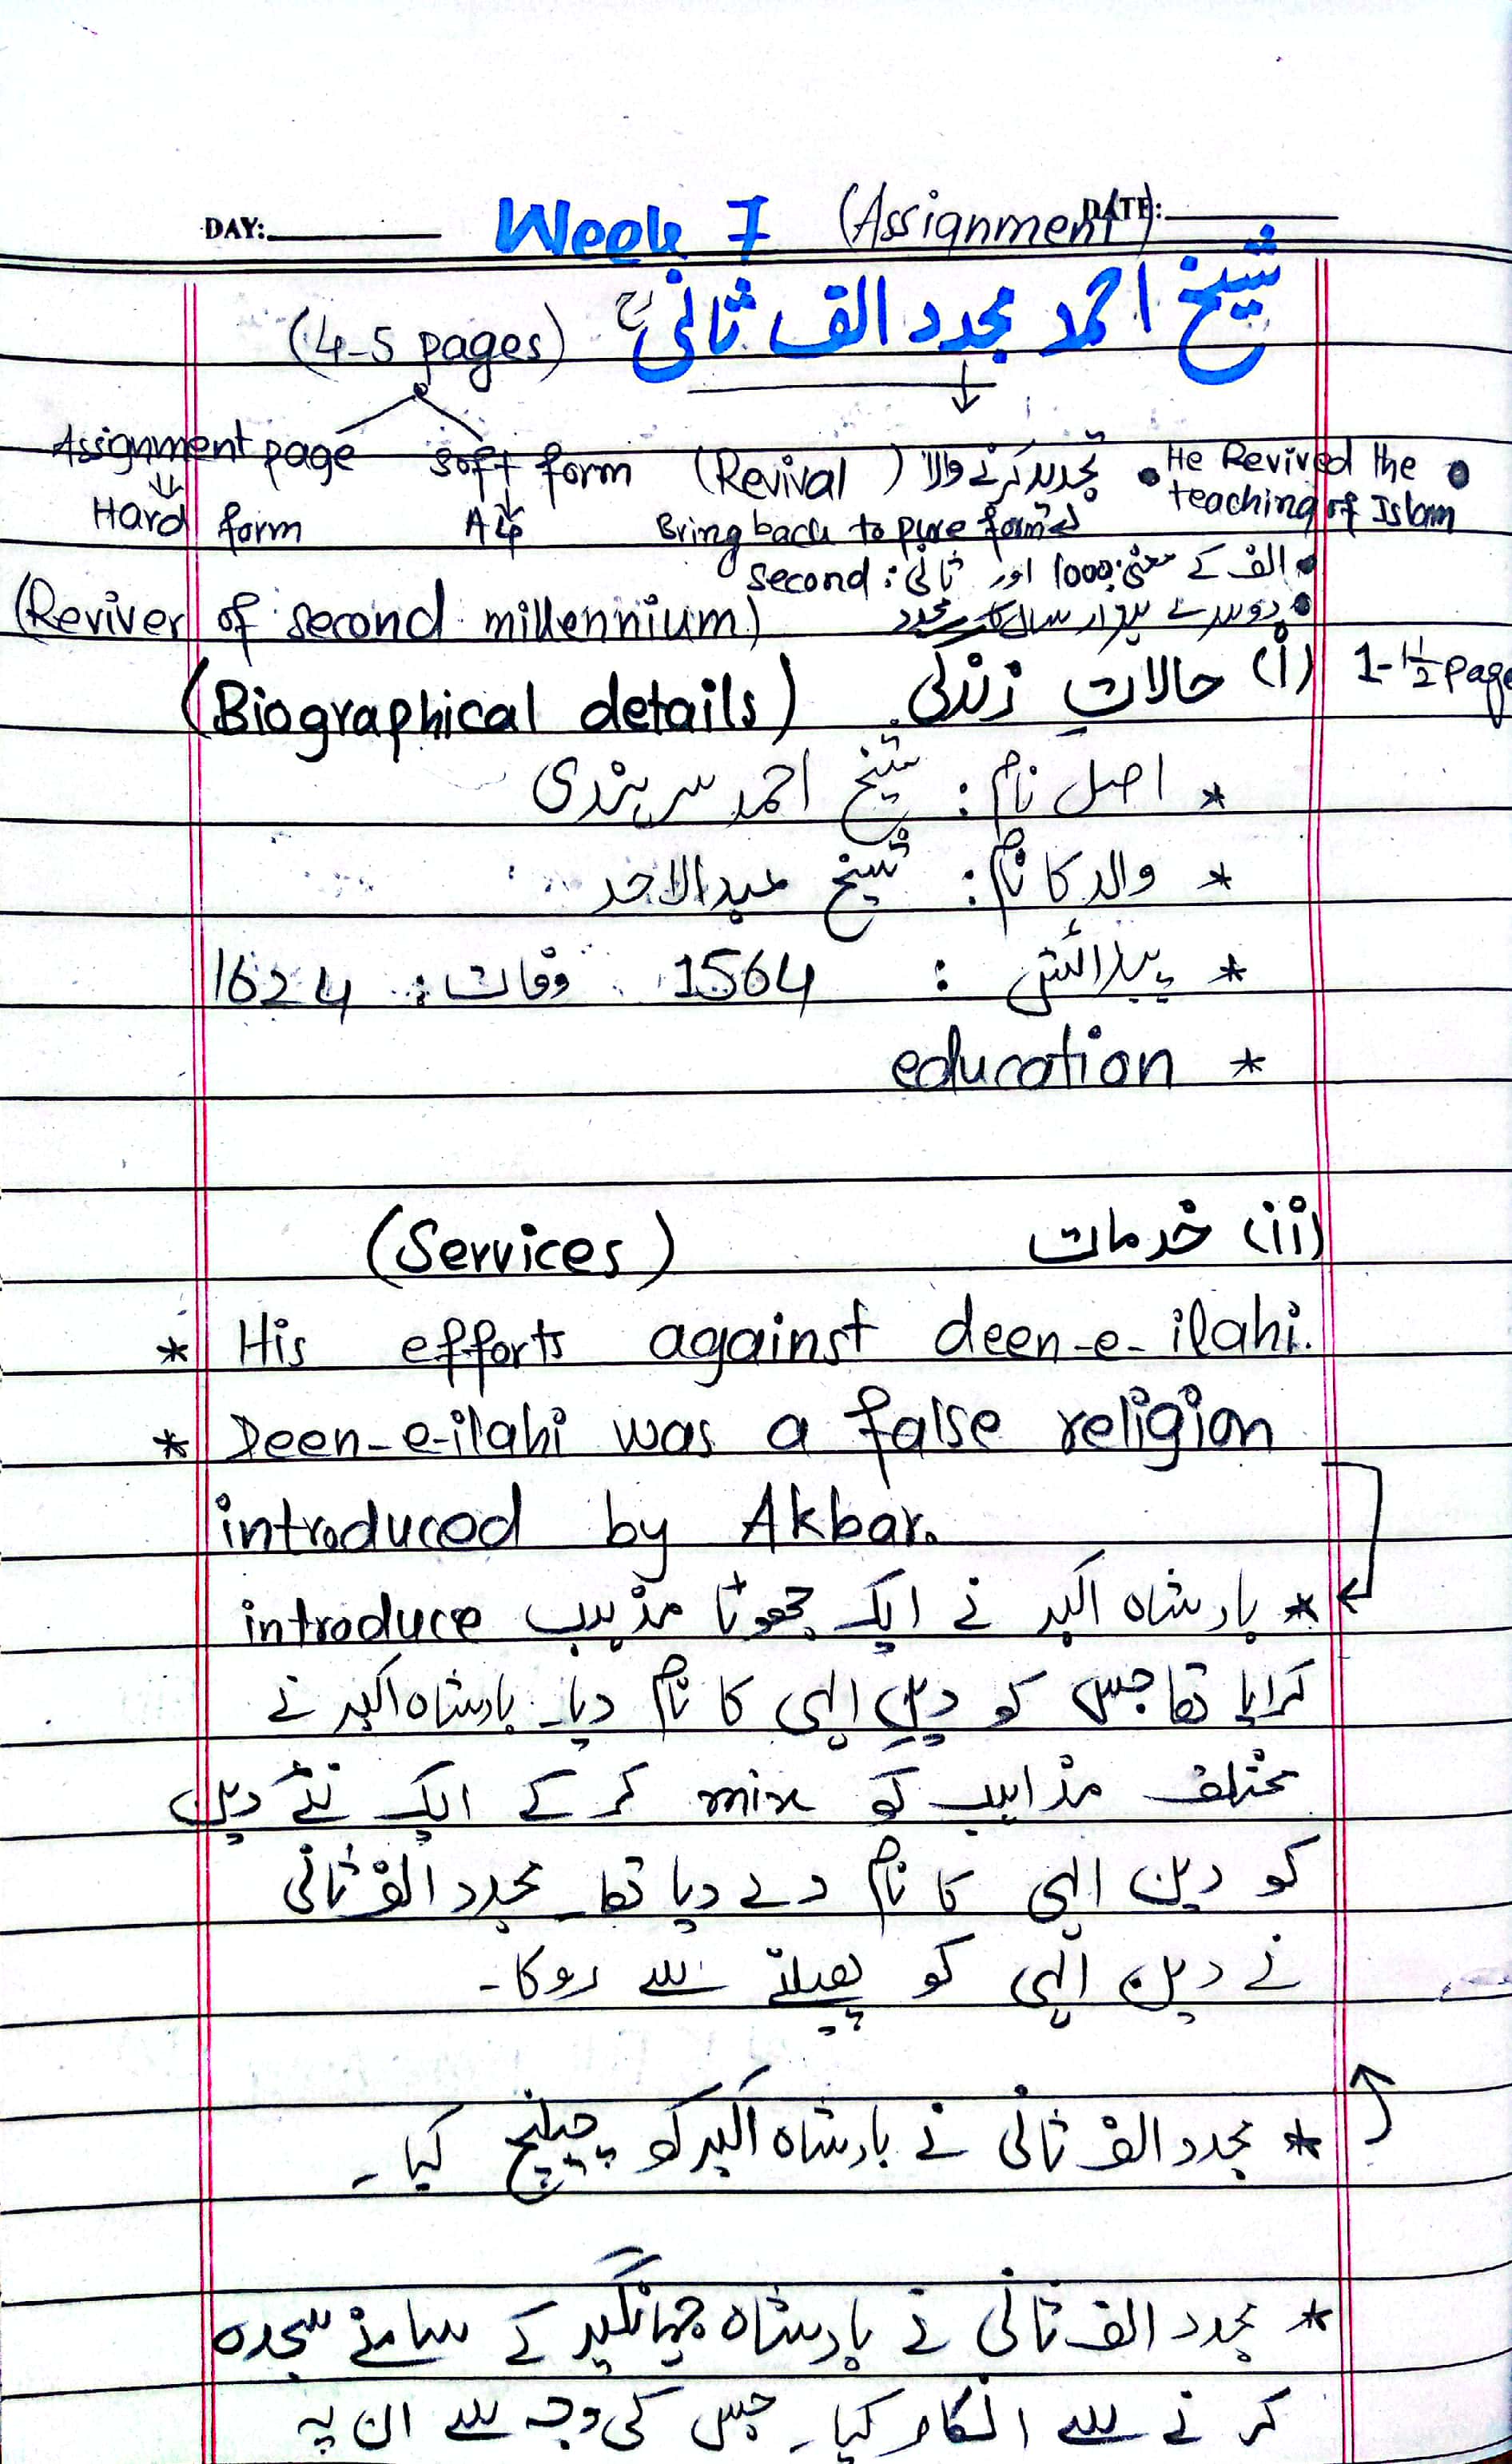 DAY: Week 7 (Assignment) DATE:
شیخ احمد مجدد الف ثانیؒ (4-5 pages)
Assignment page soft form (Revival) تجدید کرنے والا • He Revived the •
teaching of Islam
Hard form A4 Bring back to pure form
• الف کے معنی: 1000 اور ثانی: second
• دوسرے ہزار سال کے مجدد (Reviver of second millennium)
(i) حالاتِ زندگی (Biographical details) 1-1½ page
* اصل نام: شیخ احمد سرہندی
* والد کا نام: شیخ عبدالاحد
* پیدائش: 1564 وفات: 1624
* education
(ii) خدمات (Services)
* His efforts against deen-e-ilahi.
* Deen-e-ilahi was a false religion
introduced by Akbar.
* بادشاہ اکبر نے ایک جھوٹا مذہب introduce
کرایا تھا جس کو دینِ الہی کا نام دیا۔ بادشاہ اکبر نے
مختلف مذاہب کو mix کر کے ایک نئے دین
کو دین الہی کا نام دے دیا تھا۔ مجدد الف ثانی
نے دین الہی کو پھیلنے سے روکا۔
* مجدد الف ثانی نے بادشاہ اکبر کو چیلنج کیا۔
* مجدد الف ثانی نے بادشاہ جہانگیر کے سامنے سجدہ
کرنے سے انکار کیا۔ جس کی وجہ سے ان پہ